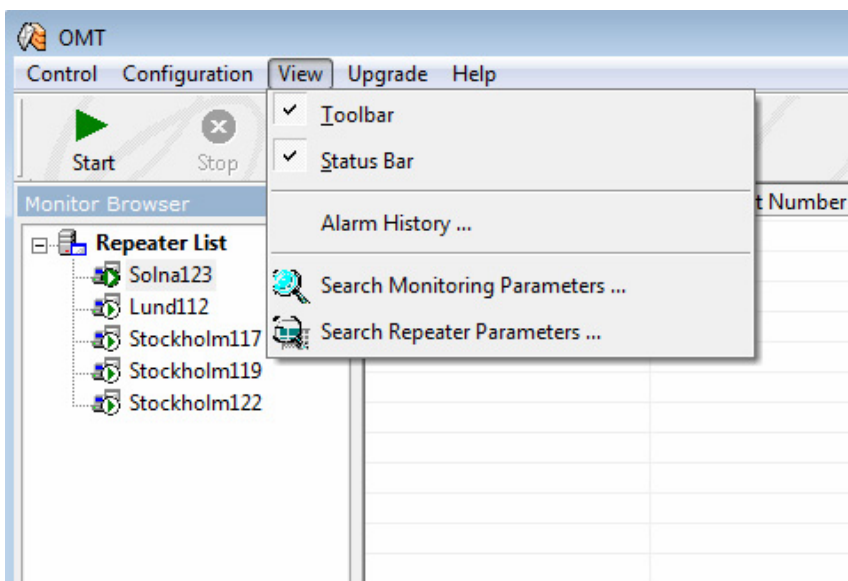 OMT
Control Configuration View Upgrade Help
Start Stop
Toolbar
Status Bar
Alarm History ...
Search Monitoring Parameters ...
Search Repeater Parameters ...
Monitor Browser
Number
Repeater List
Solna123
Lund112
Stockholm117
Stockholm119
Stockholm122